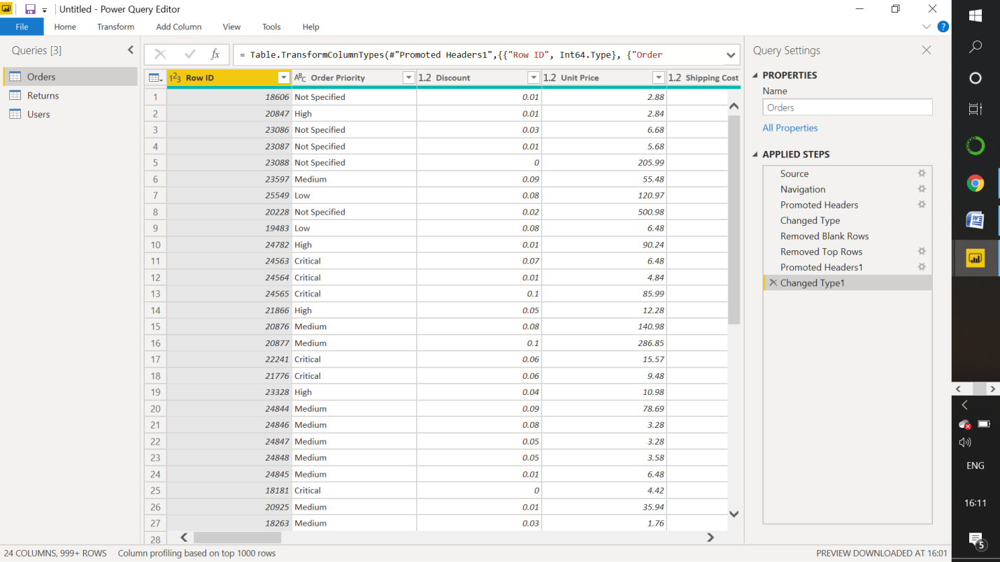 Untitled - Power Query Editor
File Home Transform Add Column View Tools Help
Queries [3]
Orders
Returns
Users
fx = Table.TransformColumnTypes(#"Promoted Headers1",{{"Row ID", Int64.Type}, {"Order
123 Row ID ABC Order Priority 1.2 Discount 1.2 Unit Price 1.2 Shipping Cost
1 18606 Not Specified 0.01 2.88
2 20847 High 0.01 2.84
3 23086 Not Specified 0.03 6.68
4 23087 Not Specified 0.01 5.68
5 23088 Not Specified 0 205.99
6 23597 Medium 0.09 55.48
7 25549 Low 0.08 120.97
8 20228 Not Specified 0.02 500.98
9 19483 Low 0.08 6.48
10 24782 High 0.01 90.24
11 24563 Critical 0.07 6.48
12 24564 Critical 0.01 4.84
13 24565 Critical 0.1 85.99
14 21866 High 0.05 12.28
15 20876 Medium 0.08 140.98
16 20877 Medium 0.1 286.85
17 22241 Critical 0.06 15.57
18 21776 Critical 0.06 9.48
19 23328 High 0.04 10.98
20 24844 Medium 0.09 78.69
21 24846 Medium 0.08 3.28
22 24847 Medium 0.05 3.28
23 24848 Medium 0.05 3.58
24 24845 Medium 0.01 6.48
25 18181 Critical 0 4.42
26 20925 Medium 0.01 35.94
27 18263 Medium 0.03 1.76
28
Query Settings
PROPERTIES
Name
Orders
All Properties
APPLIED STEPS
Source
Navigation
Promoted Headers
Changed Type
Removed Blank Rows
Removed Top Rows
Promoted Headers1
Changed Type1
24 COLUMNS, 999+ ROWS Column profiling based on top 1000 rows
PREVIEW DOWNLOADED AT 16:01
ENG
16:11
5